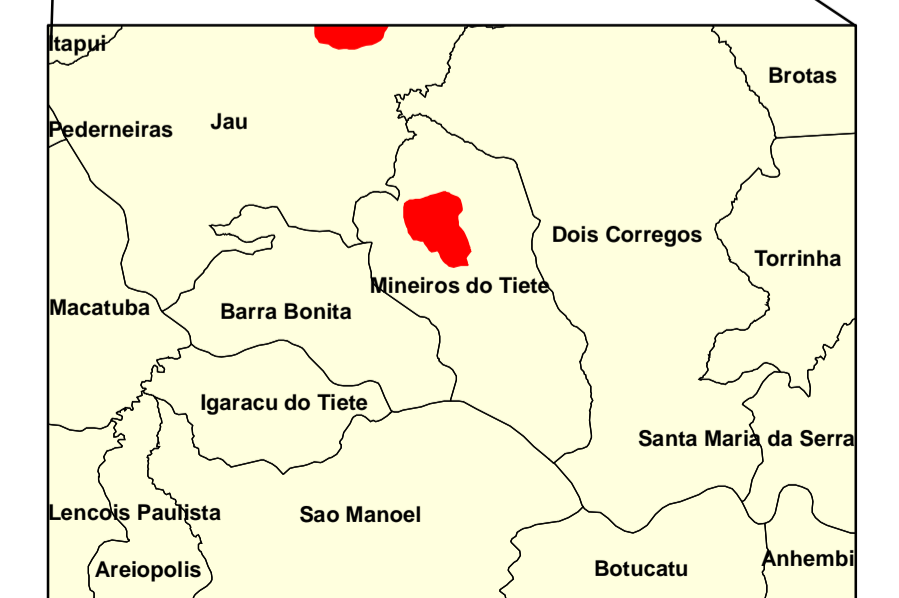 Itapui
Brotas
Jau
Pederneiras
Dois Corregos
Torrinha
Mineiros do Tiete
Macatuba
Barra Bonita
Igaracu do Tiete
Santa Maria da Serra
Lencois Paulista
Sao Manoel
Anhembi
Botucatu
Areiopolis